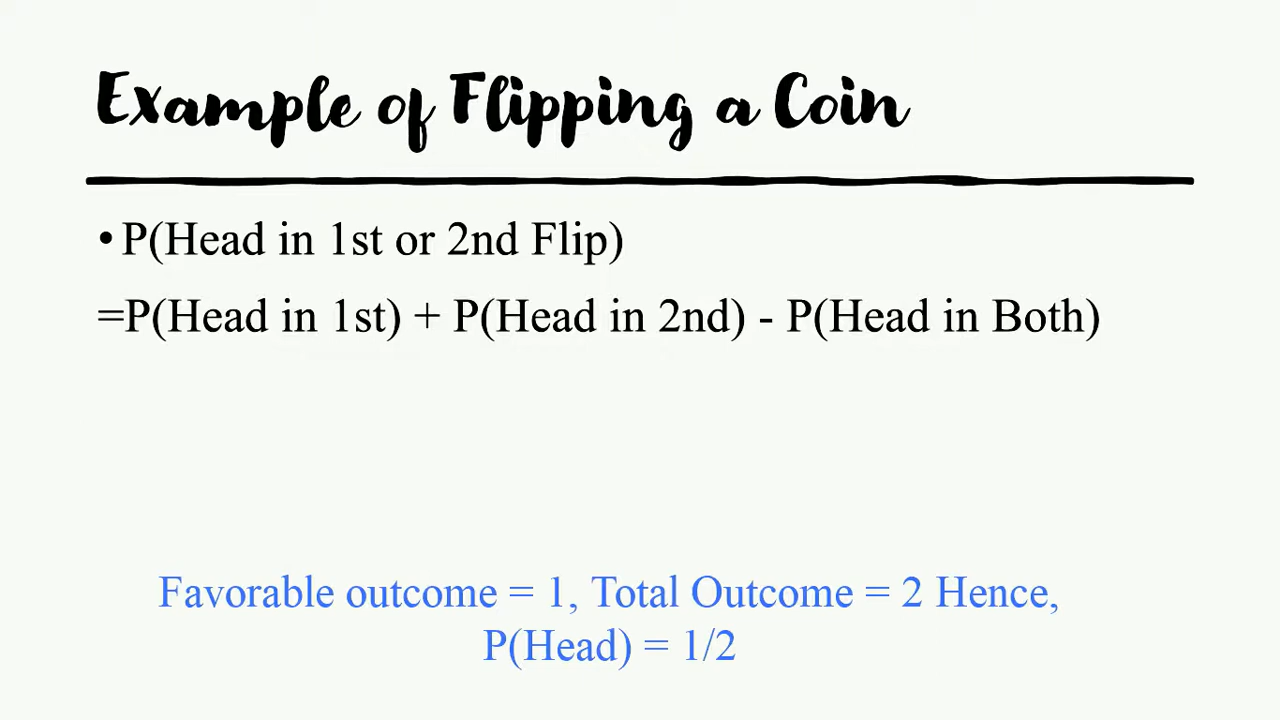 Example of Flipping a Coin
• P(Head in 1st or 2nd Flip)
=P(Head in 1st) + P(Head in 2nd) - P(Head in Both)
Favorable outcome = 1, Total Outcome = 2 Hence,
P(Head) = 1/2